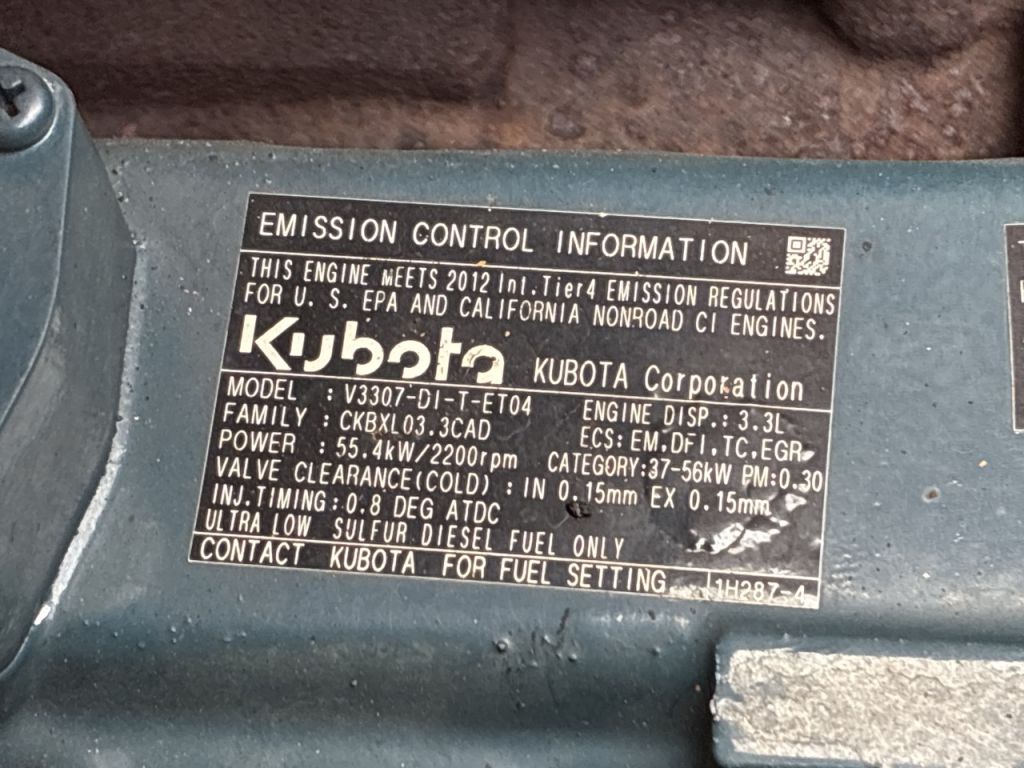 EMISSION CONTROL INFORMATION
THIS ENGINE MEETS 2012 Int.Tier4 EMISSION REGULATIONS
FOR U. S. EPA AND CALIFORNIA NONROAD CI ENGINES.
Kubota KUBOTA Corporation
MODEL : V3307-DI-T-ET04 ENGINE DISP.: 3.3L
FAMILY : CKBXL03.3CAD ECS: EM,DFI,TC,EGR
POWER : 55.4kW/2200rpm CATEGORY:37-56kW PM:0.30
VALVE CLEARANCE(COLD) : IN 0.15mm EX 0.15mm
INJ.TIMING:0.8 DEG ATDC
ULTRA LOW SULFUR DIESEL FUEL ONLY
CONTACT KUBOTA FOR FUEL SETTING 1H287-4